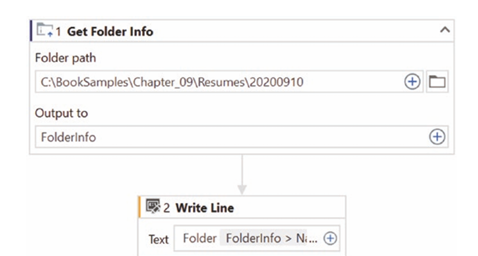 1 Get Folder Info
Folder path
C:\BookSamples\Chapter_09\Resumes\20200910
Output to
FolderInfo
2 Write Line
Text Folder FolderInfo > Na...